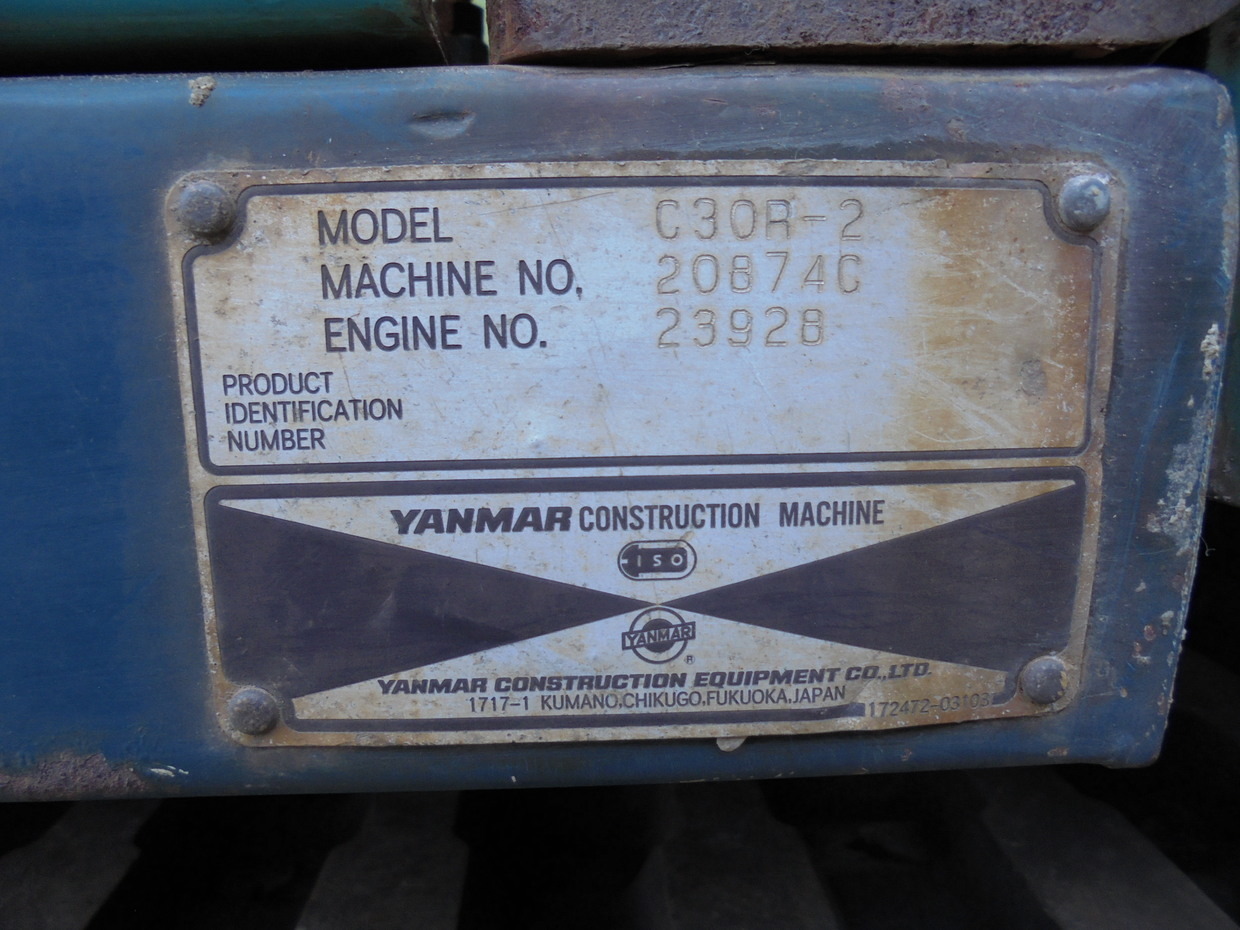 MODEL C30R-2
MACHINE NO. 20874C
ENGINE NO. 23928
PRODUCT
IDENTIFICATION
NUMBER
YANMAR CONSTRUCTION MACHINE
ISO
YANMAR
®
YANMAR CONSTRUCTION EQUIPMENT CO.,LTD.
1717-1 KUMANO,CHIKUGO,FUKUOKA,JAPAN
172472-03103